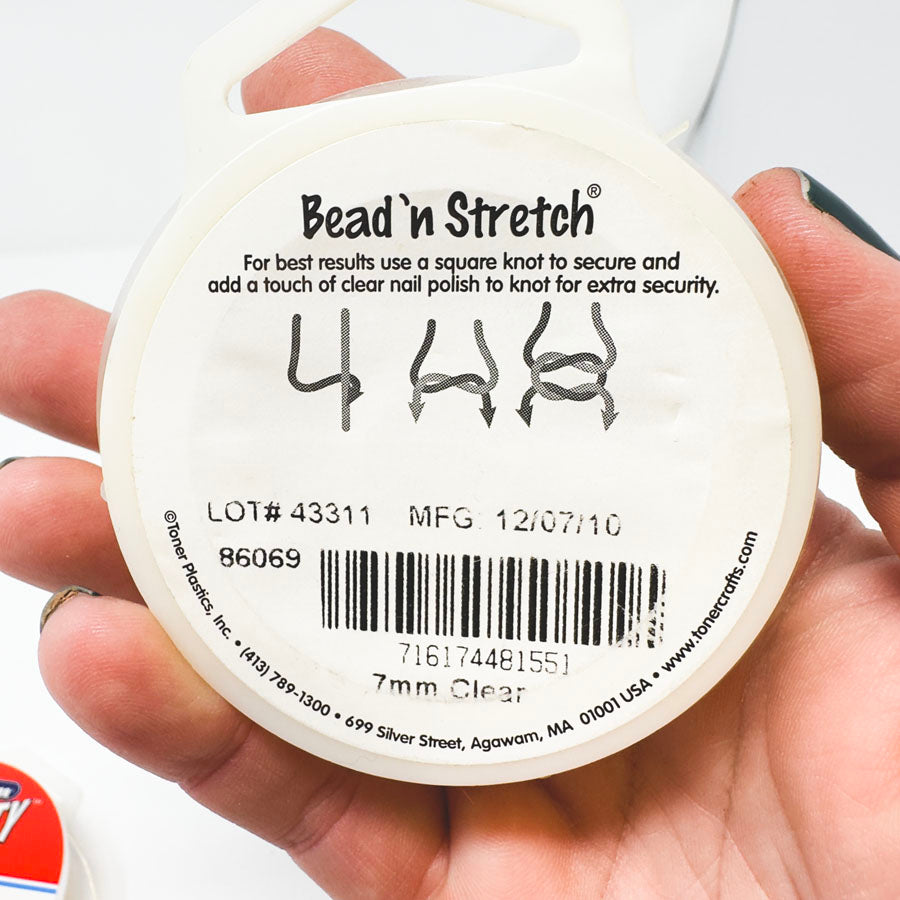 Bead 'n Stretch®
For best results use a square knot to secure and
add a touch of clear nail polish to knot for extra security.
LOT# 43311 MFG: 12/07/10
86069
716174481551
.7mm Clear
©Toner Plastics, Inc. • (413) 789-1300 • 699 Silver Street, Agawam, MA 01001 USA • www.tonercrafts.com
TY™